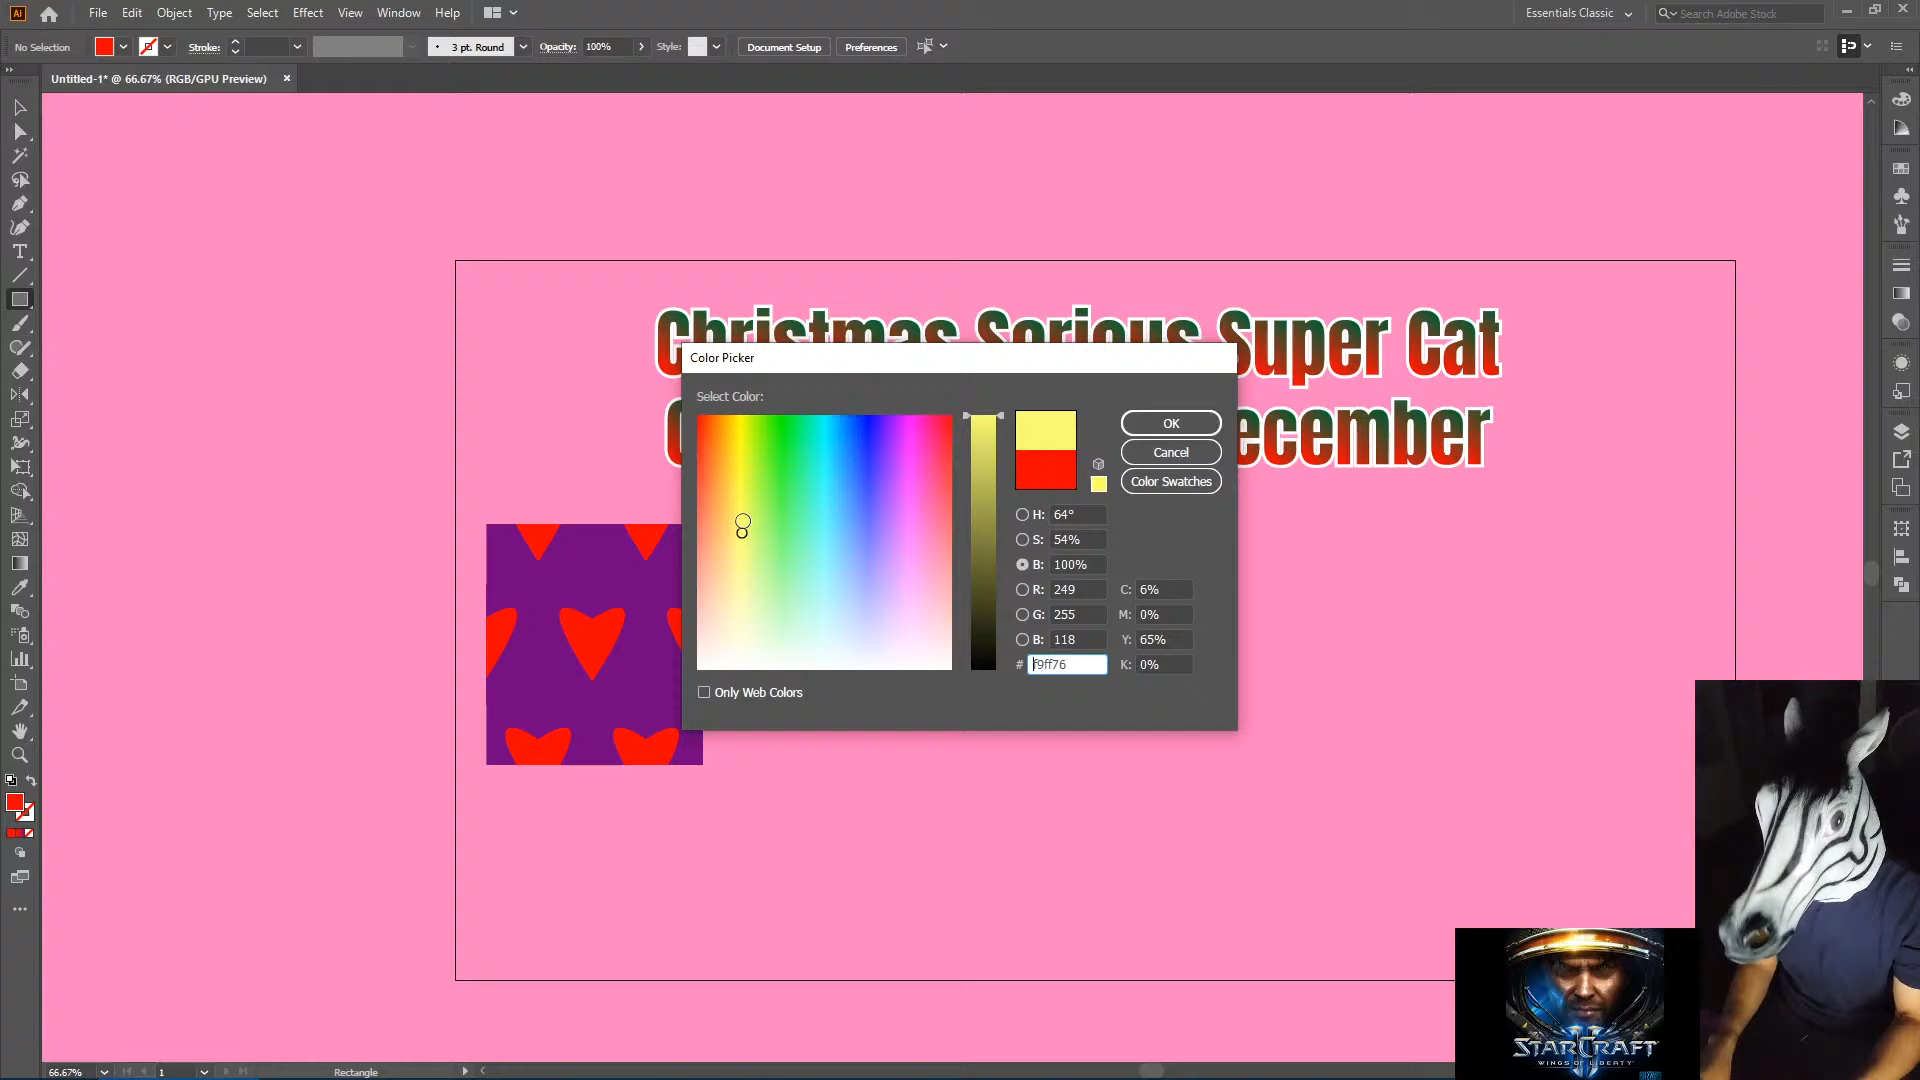 Ai File Edit Object Type Select Effect View Window Help Essentials Classic Search Adobe Stock
No Selection Stroke: 3 pt. Round Opacity: 100% Style: Document Setup Preferences
Untitled-1* @ 66.67% (RGB/GPU Preview)
Christmas Serious Super Cat
ecember
Color Picker
Select Color:
OK
Cancel
Color Swatches
H: 64°
S: 54%
B: 100%
R: 249 C: 6%
G: 255 M: 0%
B: 118 Y: 65%
# f9ff76 K: 0%
Only Web Colors
STARCRAFT
II
WINGS OF LIBERTY
66.67% 1 Rectangle